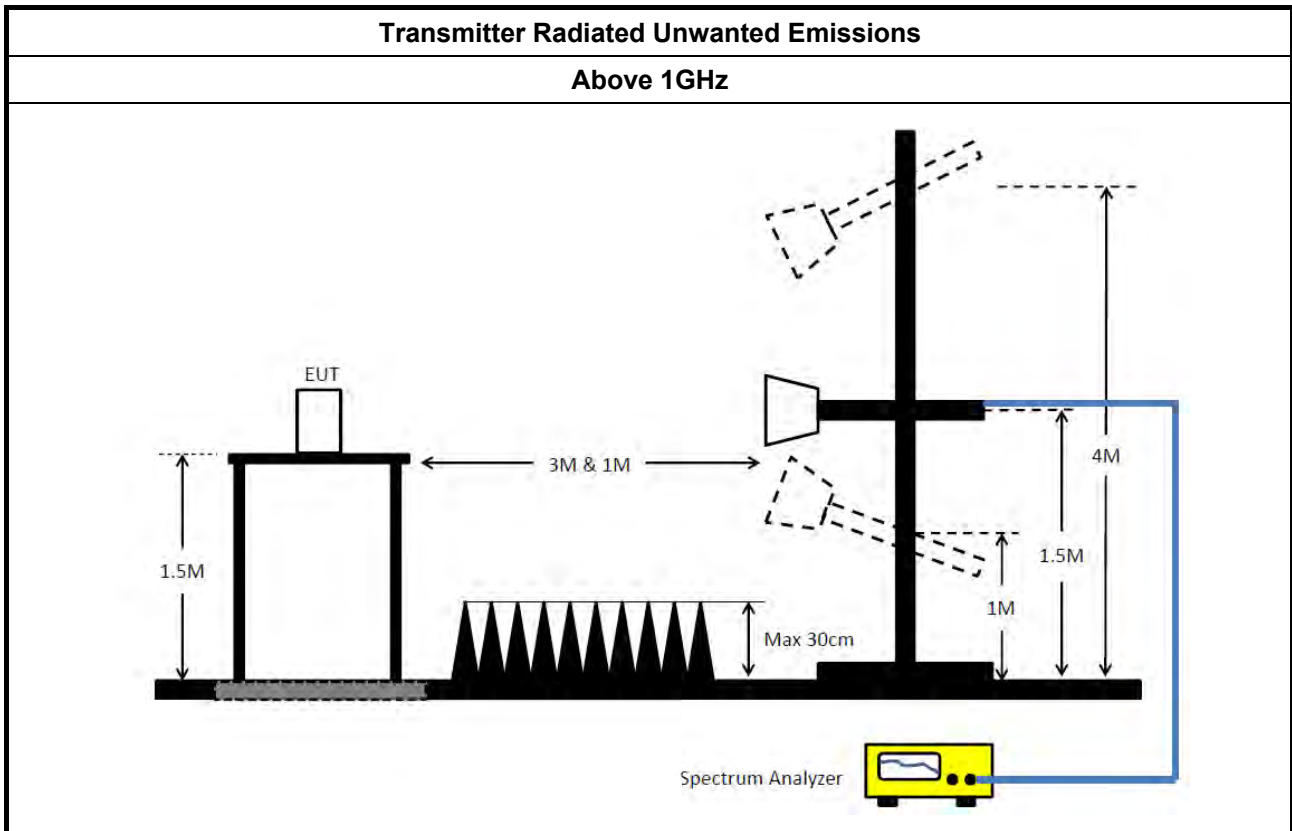 Transmitter Radiated Unwanted Emissions
Above 1GHz
EUT
3M & 1M
4M
1.5M
1.5M
1M
Max 30cm
Spectrum Analyzer